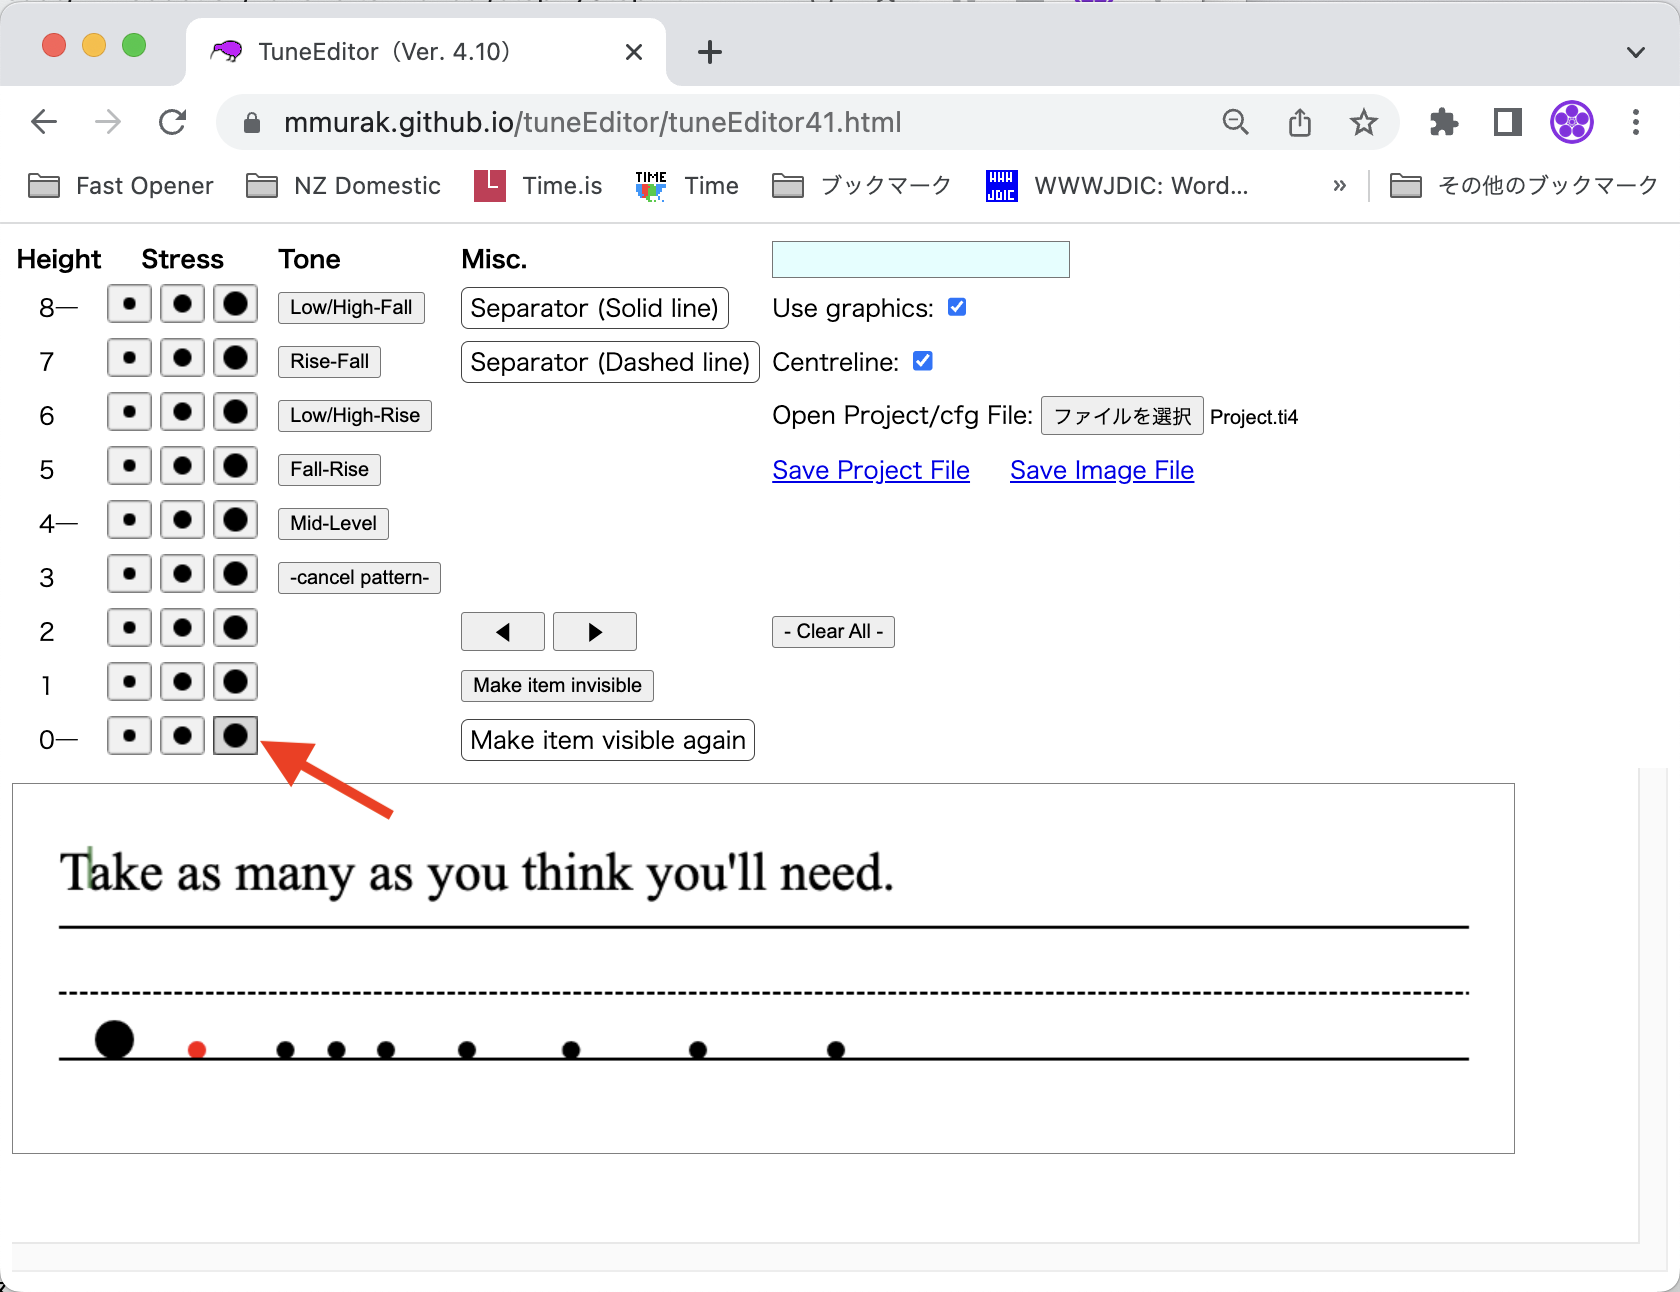 TuneEditor（Ver. 4.10）
mmurak.github.io/tuneEditor/tuneEditor41.html
Fast Opener NZ Domestic Time.is TIME Time ブックマーク WWW JDIC WWWJDIC: Word... » その他のブックマーク
Height Stress Tone Misc.
8— Low/High-Fall Separator (Solid line) Use graphics:
7 Rise-Fall Separator (Dashed line) Centreline:
6 Low/High-Rise Open Project/cfg File: ファイルを選択 Project.ti4
5 Fall-Rise Save Project File Save Image File
4— Mid-Level
3 -cancel pattern-
2 - Clear All -
1 Make item invisible
0— Make item visible again
Take as many as you think you'll need.